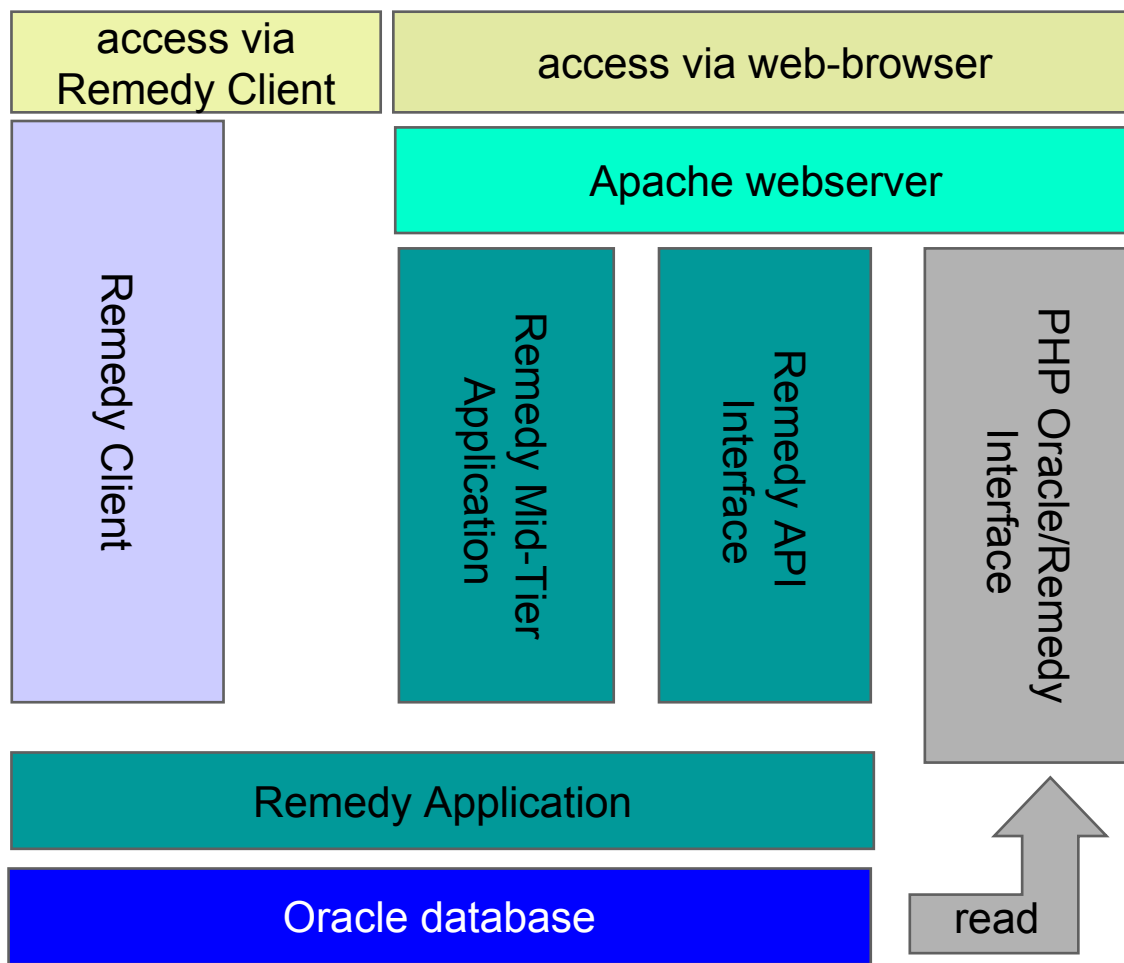 access via
Remedy Client
access via web-browser
Apache webserver
Remedy Client
Remedy Mid-Tier
Application
Remedy API
Interface
PHP Oracle/Remedy
Interface
Remedy Application
Oracle database
read